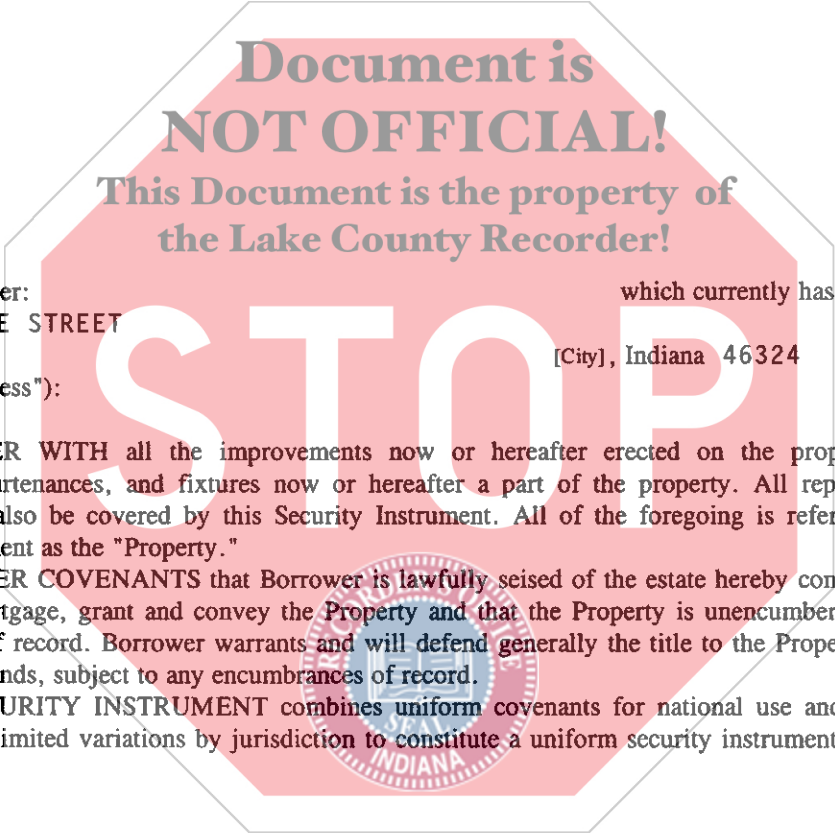 Document is
NOT OFFICIAL!
This Document is the property of
the Lake County Recorder!
er: which currently has
E STREET
[City], Indiana 46324
ess"):
STOP
ER WITH all the improvements now or hereafter erected on the prop
rtenances, and fixtures now or hereafter a part of the property. All rep
also be covered by this Security Instrument. All of the foregoing is refer
ent as the "Property."
ER COVENANTS that Borrower is lawfully seised of the estate hereby con
tgage, grant and convey the Property and that the Property is unencumber
f record. Borrower warrants and will defend generally the title to the Prope
nds, subject to any encumbrances of record.
URITY INSTRUMENT combines uniform covenants for national use and
imited variations by jurisdiction to constitute a uniform security instrument
RECORDERS OFFICE
SEAL
INDIANA